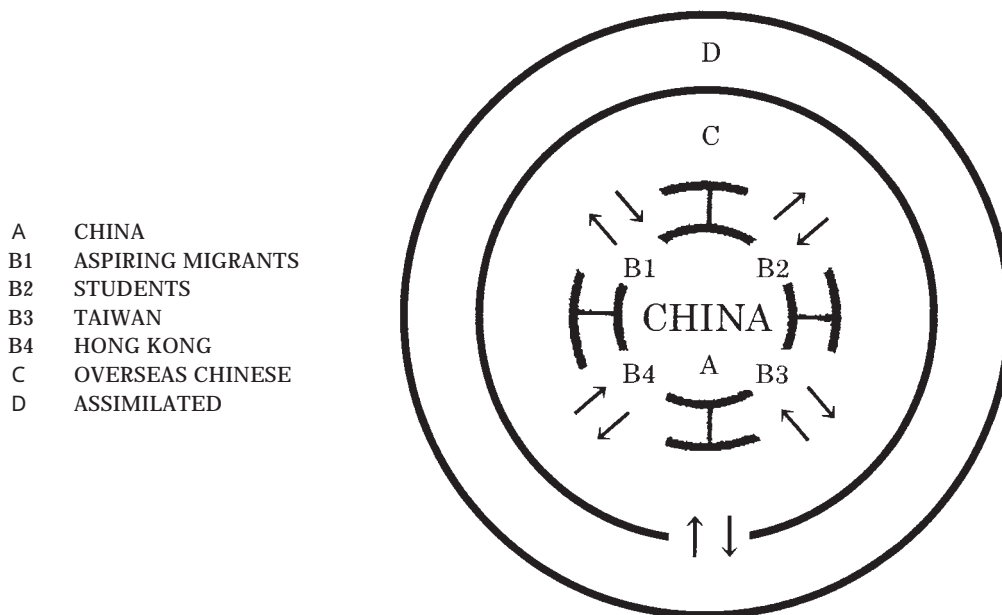 A CHINA
B1 ASPIRING MIGRANTS
B2 STUDENTS
B3 TAIWAN
B4 HONG KONG
C OVERSEAS CHINESE
D ASSIMILATED
D
C
B1 B2
CHINA
B4 A B3